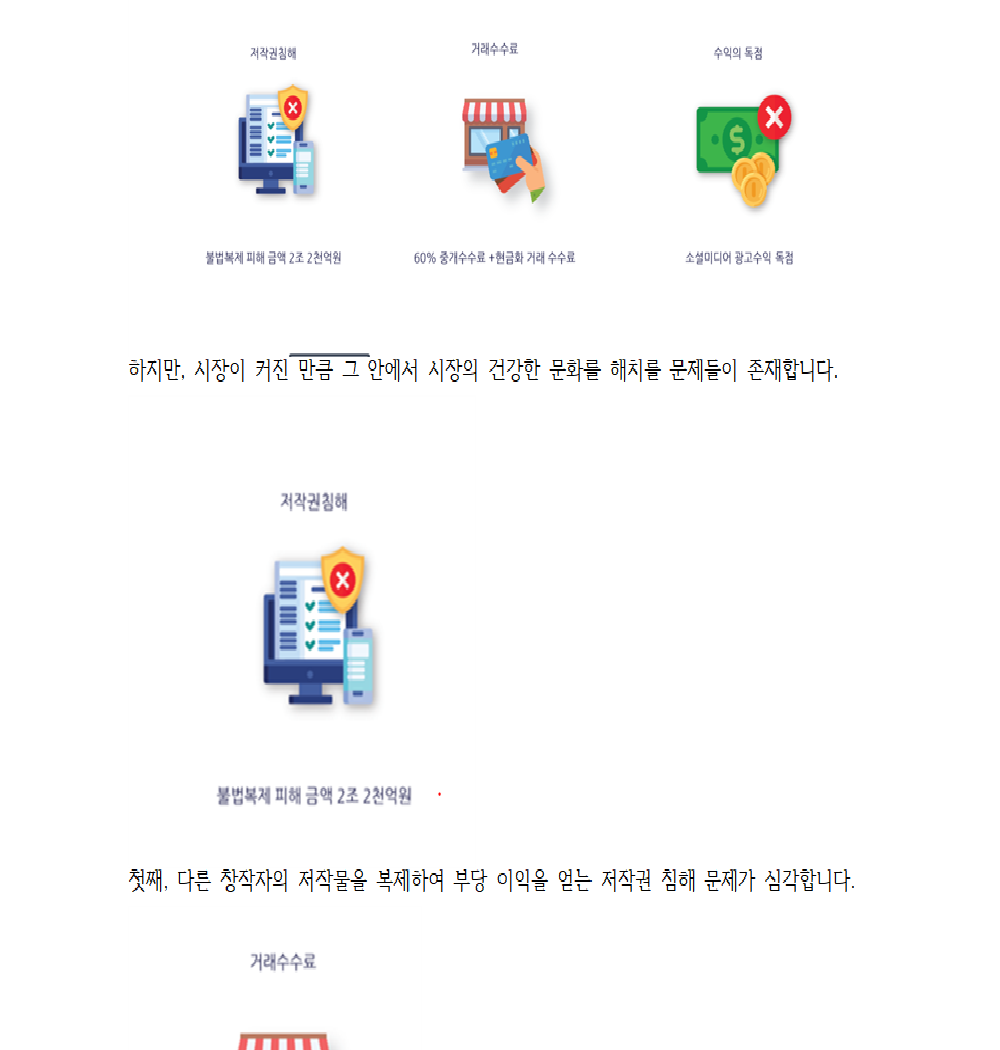 저작권침해
거래수수료
수익의 독점
불법복제 피해 금액 2조 2천억원
60% 중개수수료 +현금화 거래 수수료
소셜미디어 광고수익 독점
하지만, 시장이 커진 만큼 그 안에서 시장의 건강한 문화를 해치를 문제들이 존재합니다.
저작권침해
불법복제 피해 금액 2조 2천억원
첫째, 다른 창작자의 저작물을 복제하여 부당 이익을 얻는 저작권 침해 문제가 심각합니다.
거래수수료